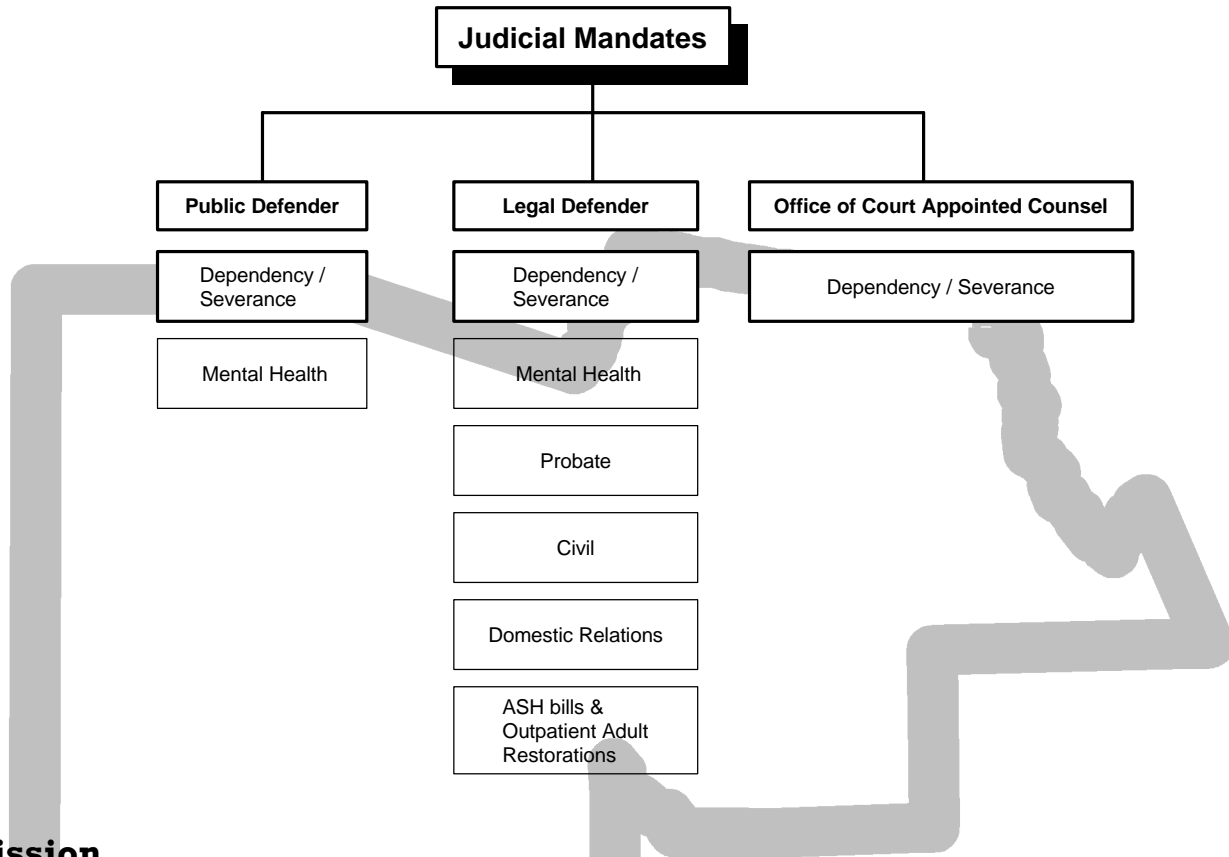 Judicial Mandates
Public Defender
Legal Defender
Office of Court Appointed Counsel
Dependency /
Severance
Dependency /
Severance
Dependency / Severance
Mental Health
Mental Health
Probate
Civil
Domestic Relations
ASH bills &
Outpatient Adult
Restorations
ission